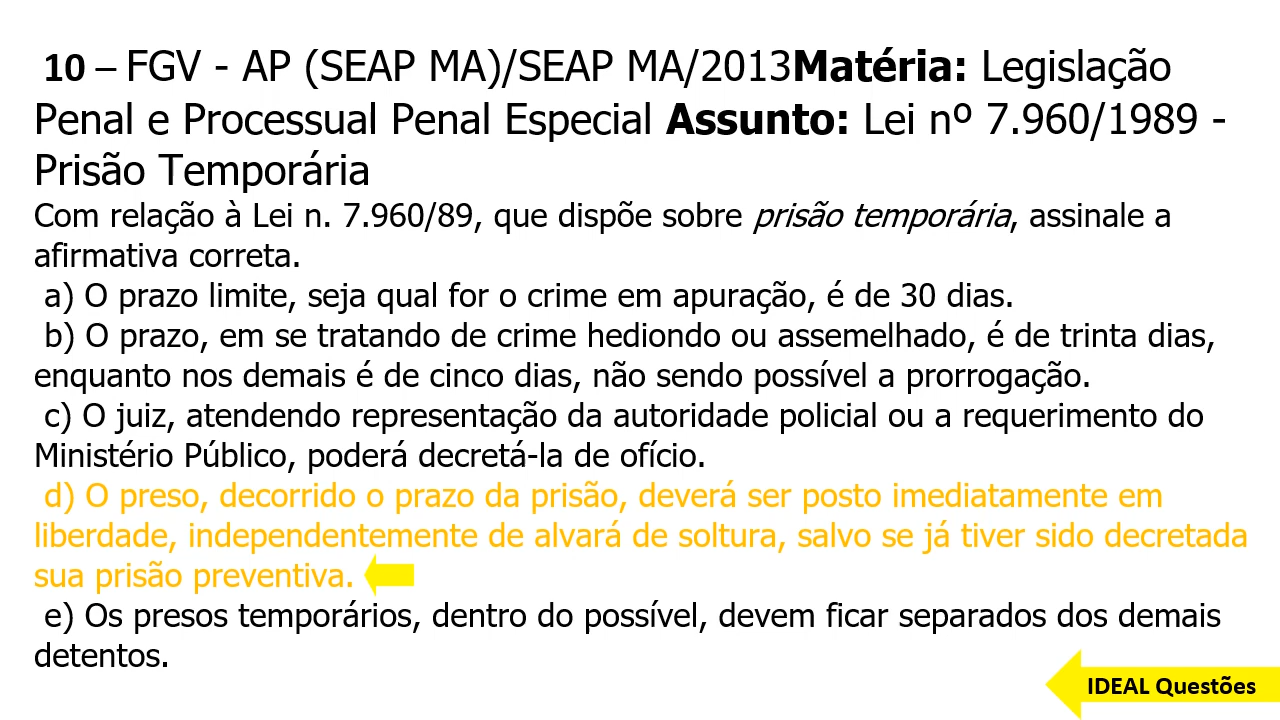 10 – FGV - AP (SEAP MA)/SEAP MA/2013Matéria: Legislação
Penal e Processual Penal Especial Assunto: Lei nº 7.960/1989 -
Prisão Temporária
Com relação à Lei n. 7.960/89, que dispõe sobre prisão temporária, assinale a
afirmativa correta.
a) O prazo limite, seja qual for o crime em apuração, é de 30 dias.
b) O prazo, em se tratando de crime hediondo ou assemelhado, é de trinta dias,
enquanto nos demais é de cinco dias, não sendo possível a prorrogação.
c) O juiz, atendendo representação da autoridade policial ou a requerimento do
Ministério Público, poderá decretá-la de ofício.
d) O preso, decorrido o prazo da prisão, deverá ser posto imediatamente em
liberdade, independentemente de alvará de soltura, salvo se já tiver sido decretada
sua prisão preventiva.
e) Os presos temporários, dentro do possível, devem ficar separados dos demais
detentos.
IDEAL Questões